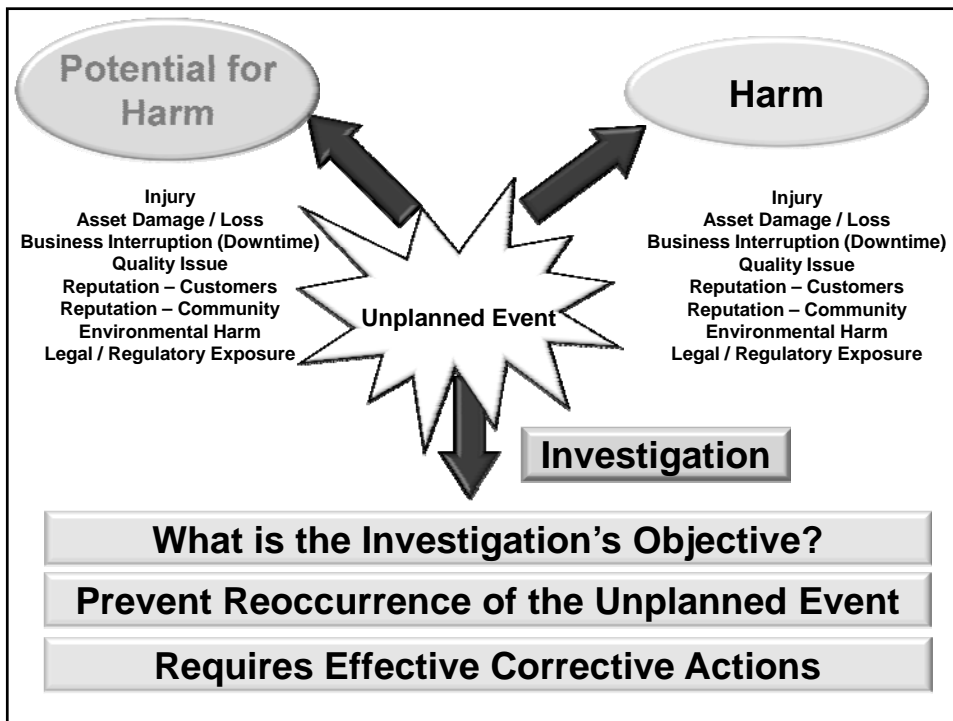 Potential for
Harm
Harm
Injury
Asset Damage / Loss
Business Interruption (Downtime)
Quality Issue
Reputation – Customers
Reputation – Community
Environmental Harm
Legal / Regulatory Exposure
Unplanned Event
Injury
Asset Damage / Loss
Business Interruption (Downtime)
Quality Issue
Reputation – Customers
Reputation – Community
Environmental Harm
Legal / Regulatory Exposure
Investigation
What is the Investigation’s Objective?
Prevent Reoccurrence of the Unplanned Event
Requires Effective Corrective Actions